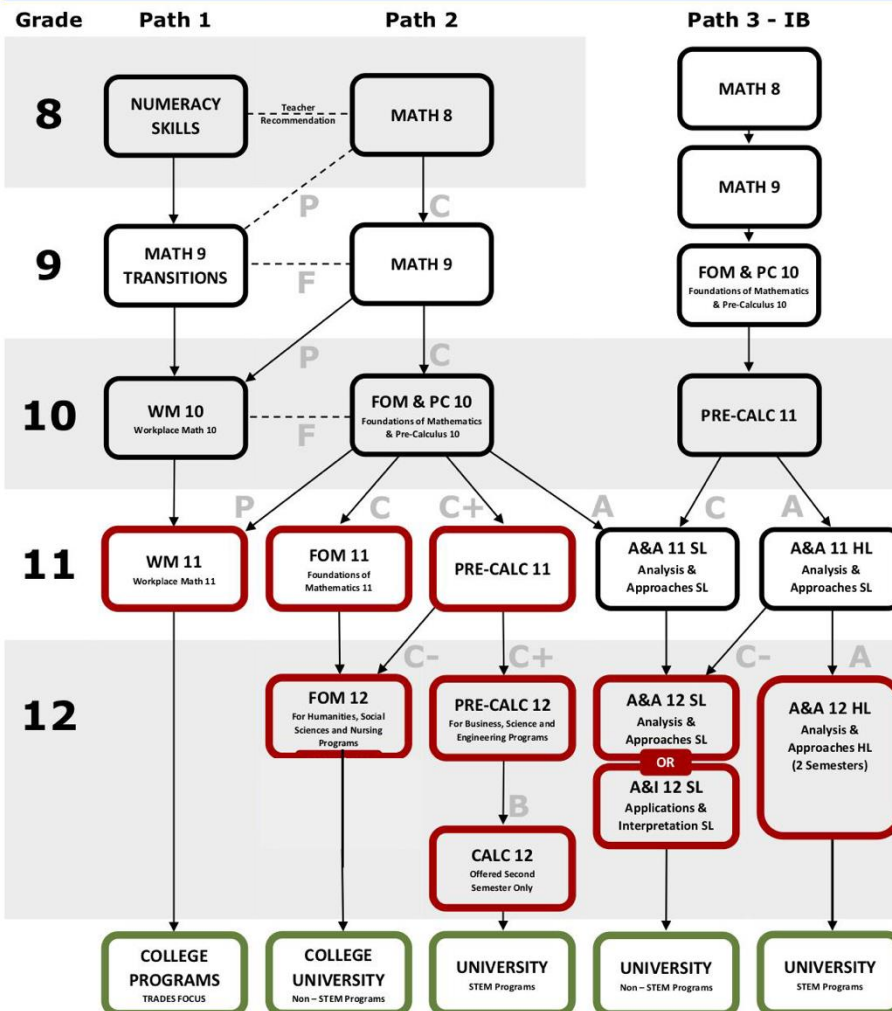 Grade Path 1 Path 2 Path 3 - IB
8
NUMERACY
SKILLS
Teacher
Recommendation
MATH 8
MATH 8
P
C
MATH 9
9
MATH 9
TRANSITIONS
F
MATH 9
FOM & PC 10
Foundations of Mathematics
& Pre-Calculus 10
P
C
10
WM 10
Workplace Math 10
F
FOM & PC 10
Foundations of Mathematics
& Pre-Calculus 10
PRE-CALC 11
P
C
C+
A
C
A
11
WM 11
Workplace Math 11
FOM 11
Foundations of
Mathematics 11
PRE-CALC 11
A&A 11 SL
Analysis &
Approaches SL
A&A 11 HL
Analysis &
Approaches SL
C-
C+
C-
A
12
FOM 12
For Humanities, Social
Sciences and Nursing
Programs
PRE-CALC 12
For Business, Science and
Engineering Programs
A&A 12 SL
Analysis &
Approaches SL
OR
A&I 12 SL
Applications &
Interpretation SL
A&A 12 HL
Analysis &
Approaches HL
(2 Semesters)
B
CALC 12
Offered Second
Semester Only
COLLEGE
PROGRAMS
TRADES FOCUS
COLLEGE
UNIVERSITY
Non – STEM Programs
UNIVERSITY
STEM Programs
UNIVERSITY
Non – STEM Programs
UNIVERSITY
STEM Programs